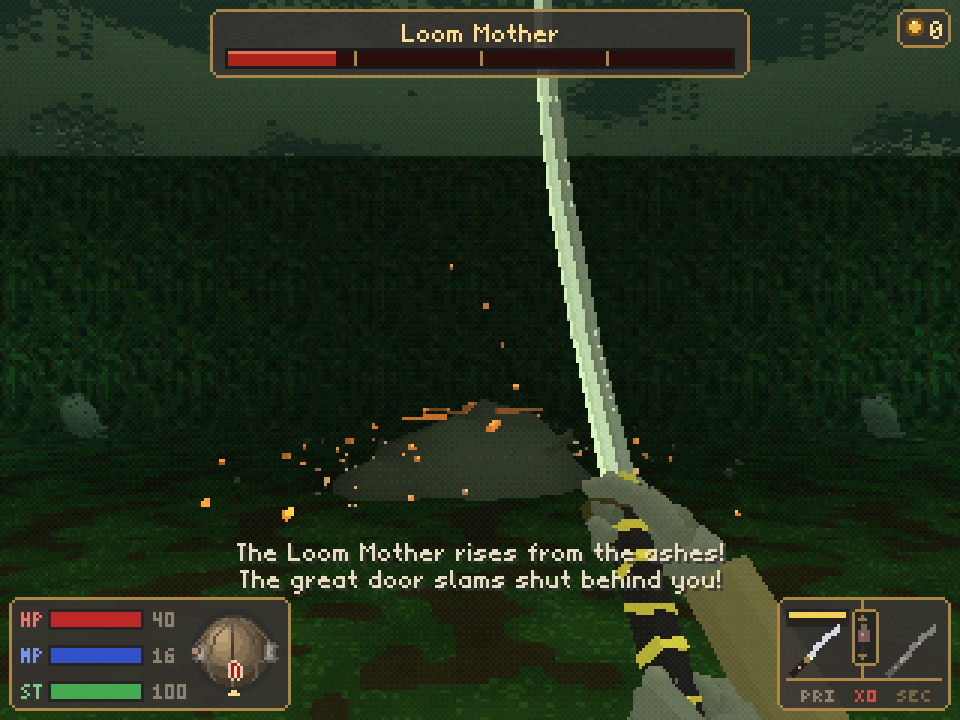 Loom Mother
0
The Loom Mother rises from the ashes!
The great door slams shut behind you!
HP 40
MP 16
ST 100
0
PRI X0 SEC